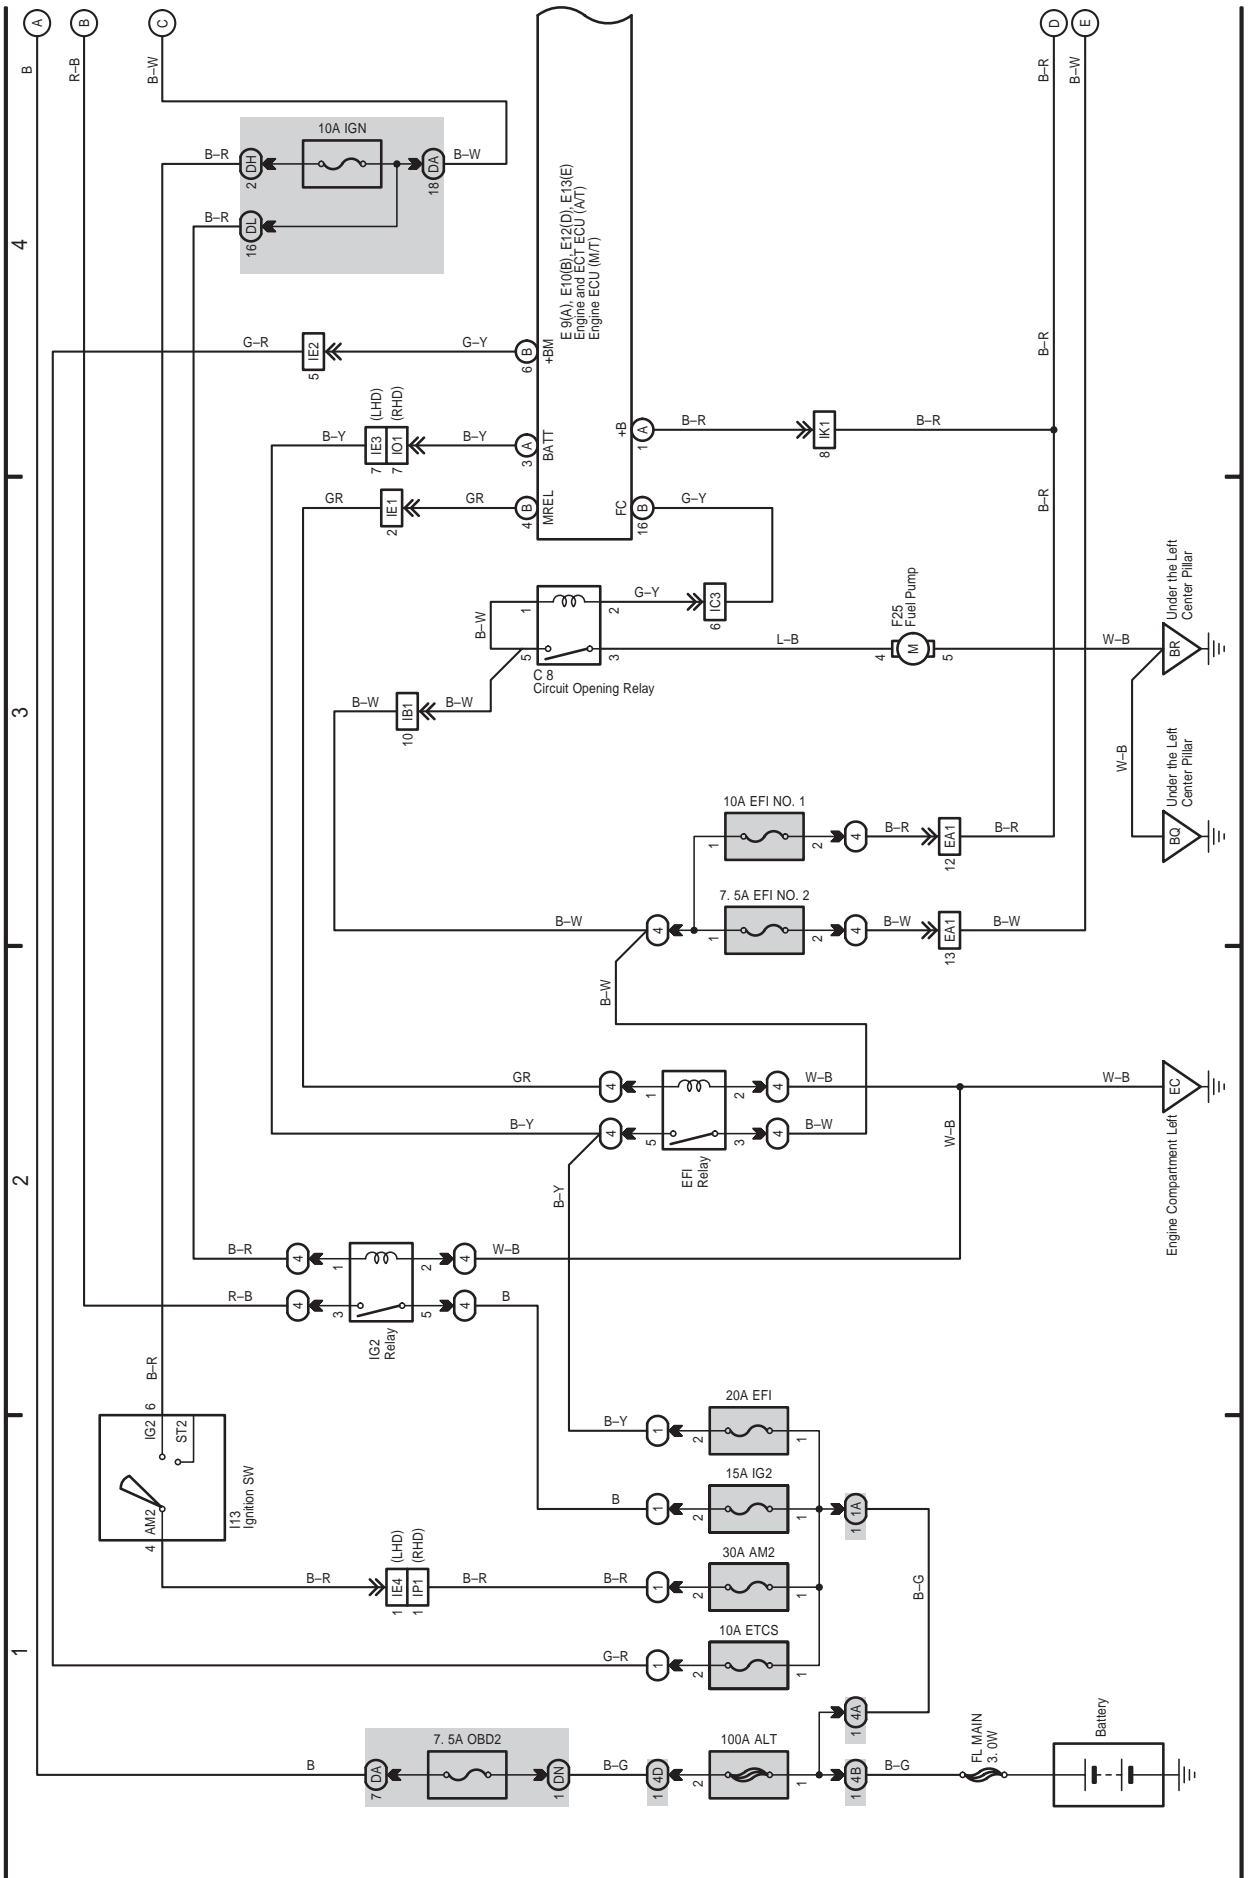 A
B
C
D
E
B
R–B
B–W
B–R
B–W
10A IGN
B–R
2 DH
18 DA
B–W
B–R
16 DL
4
E 9(A), E10(B), E12(D), E13(E)
Engine and ECT ECU (A/T)
Engine ECU (M/T)
G–R
5 IE2
G–Y
6 B
+BM
B–R
B–Y
7 IE3 (LHD)
7 IO1 (RHD)
B–Y
3 A
BATT
+B
1 A
B–R
8 IK1
B–R
GR
2 IE1
GR
4 B
MREL
FC
16 B
G–Y
B–R
B–W
1
2
G–Y
6 IC3
5
3
L–B
F25
Fuel Pump
4
M
5
W–B
BR
Under the Left
Center Pillar
C 8
Circuit Opening Relay
3
B–W
10 IB1
B–W
W–B
10A EFI NO. 1
1
2
4
B–R
12 EA1
B–R
BQ
Under the Left
Center Pillar
7. 5A EFI NO. 2
B–W
4
1
2
4
B–W
13 EA1
B–W
B–W
GR
4
1
2
4
W–B
W–B
EC
Engine Compartment Left
B–Y
4
5
3
4
B–W
W–B
EFI
Relay
2
B–Y
B–R
4
1
2
4
W–B
R–B
4
3
5
4
B
IG2
Relay
B–R
6
IG2
ST2
AM2
4
I13
Ignition SW
20A EFI
B–Y
1
2
1
15A IG2
B
1
2
1
1 1A
30A AM2
B–R
1 IE4 (LHD)
1 IP1 (RHD)
B–R
B–R
1
2
1
B–G
1
10A ETCS
G–R
1
2
1
1 4A
7. 5A OBD2
B
7 DA
1 DN
B–G
1 4D
100A ALT
2
1
1 4B
B–G
FL MAIN
3. 0W
Battery